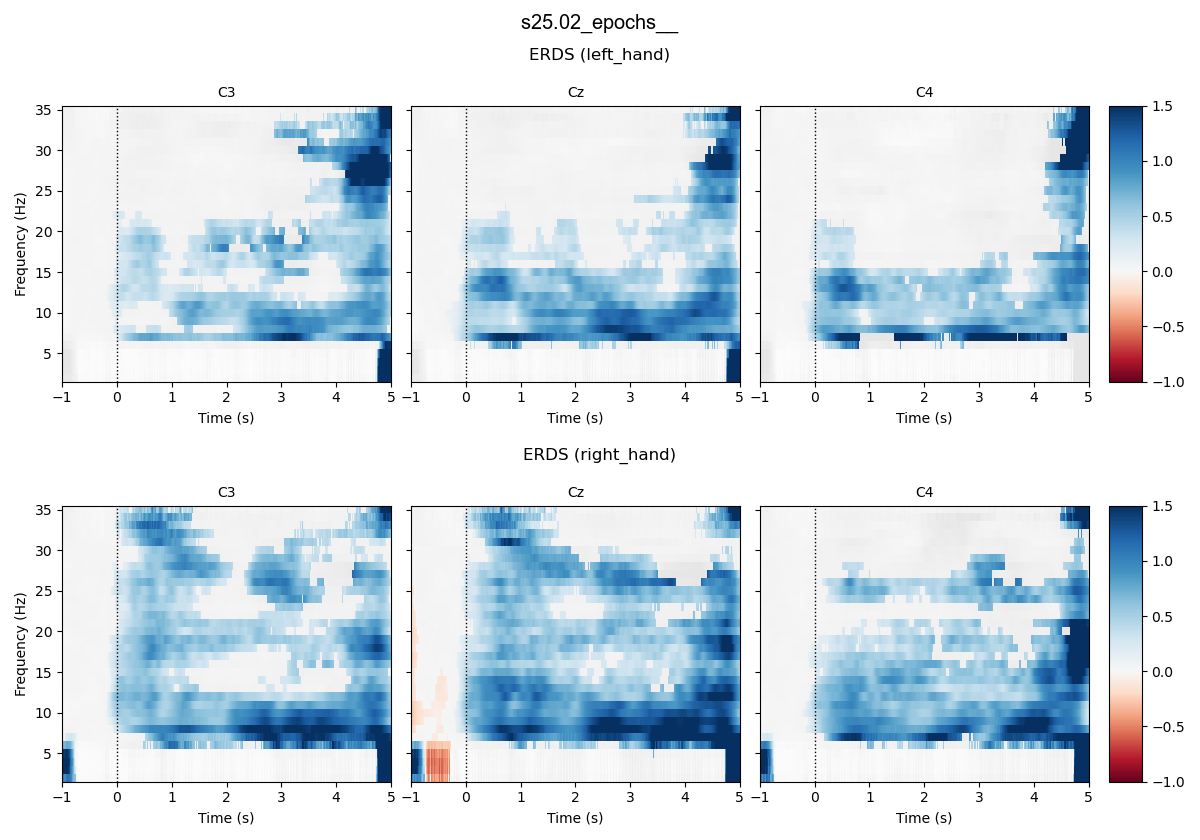 s25.02_epochs__
ERDS (left_hand)
C3 Cz C4
35
30
25
20
15
10
5
Frequency (Hz)
−1 0 1 2 3 4 5 −1 0 1 2 3 4 5 −1 0 1 2 3 4 5
Time (s) Time (s) Time (s)
1.5
1.0
0.5
0.0
−0.5
−1.0
ERDS (right_hand)
C3 Cz C4
35
30
25
20
15
10
5
Frequency (Hz)
−1 0 1 2 3 4 5 −1 0 1 2 3 4 5 −1 0 1 2 3 4 5
Time (s) Time (s) Time (s)
1.5
1.0
0.5
0.0
−0.5
−1.0